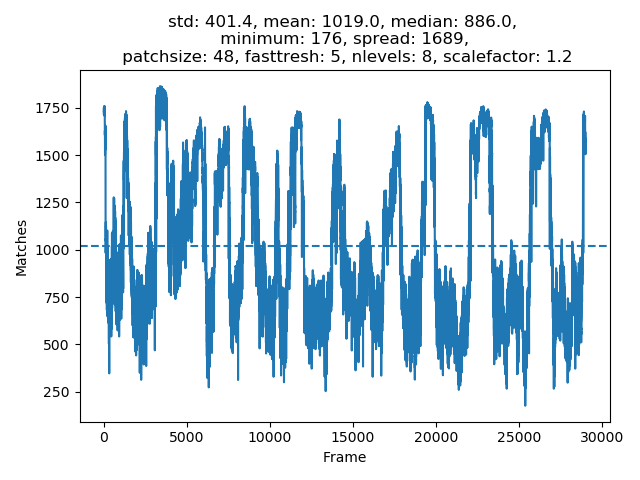 std: 401.4, mean: 1019.0, median: 886.0,
minimum: 176, spread: 1689,
patchsize: 48, fasttresh: 5, nlevels: 8, scalefactor: 1.2
1750
1500
1250
1000
750
500
250
Matches
0 5000 10000 15000 20000 25000 30000
Frame